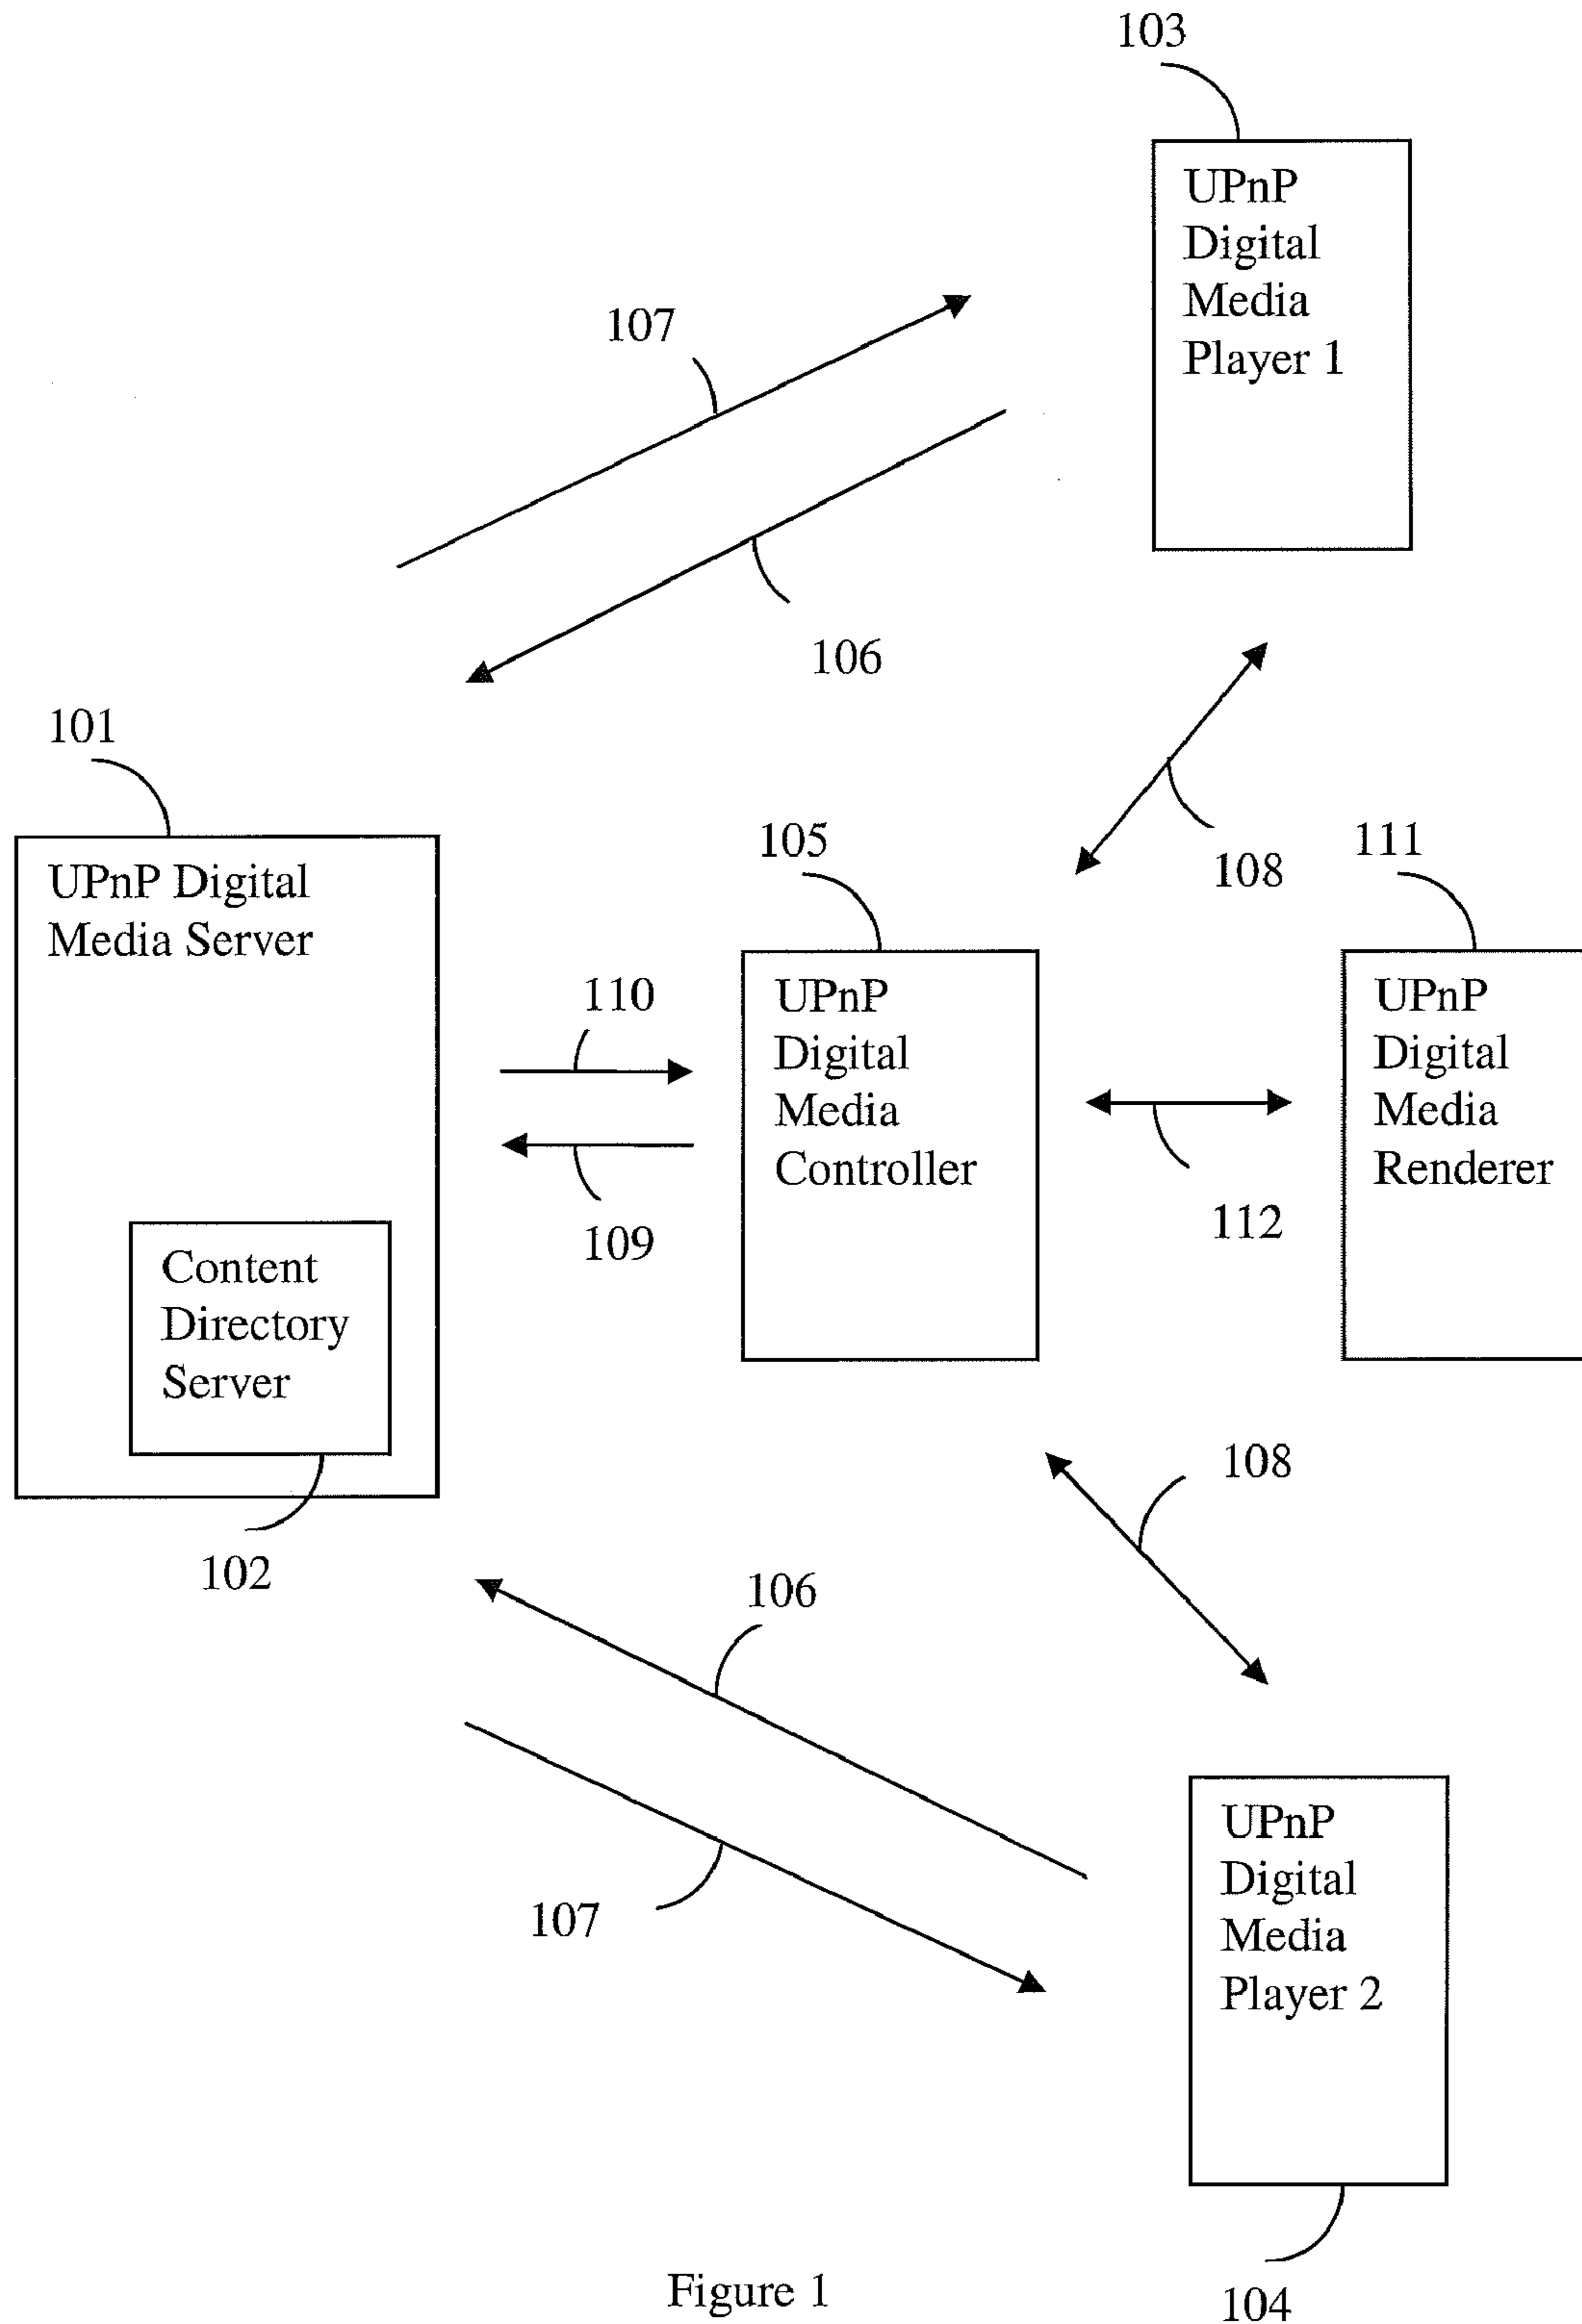 103
UPnP
Digital
Media
Player 1
107
106
101
UPnP Digital
Media Server
108
105
111
UPnP
Digital
Media
Controller
UPnP
Digital
Media
Renderer
110
109
112
Content
Directory
Server
102
108
106
107
UPnP
Digital
Media
Player 2
104
Figure 1